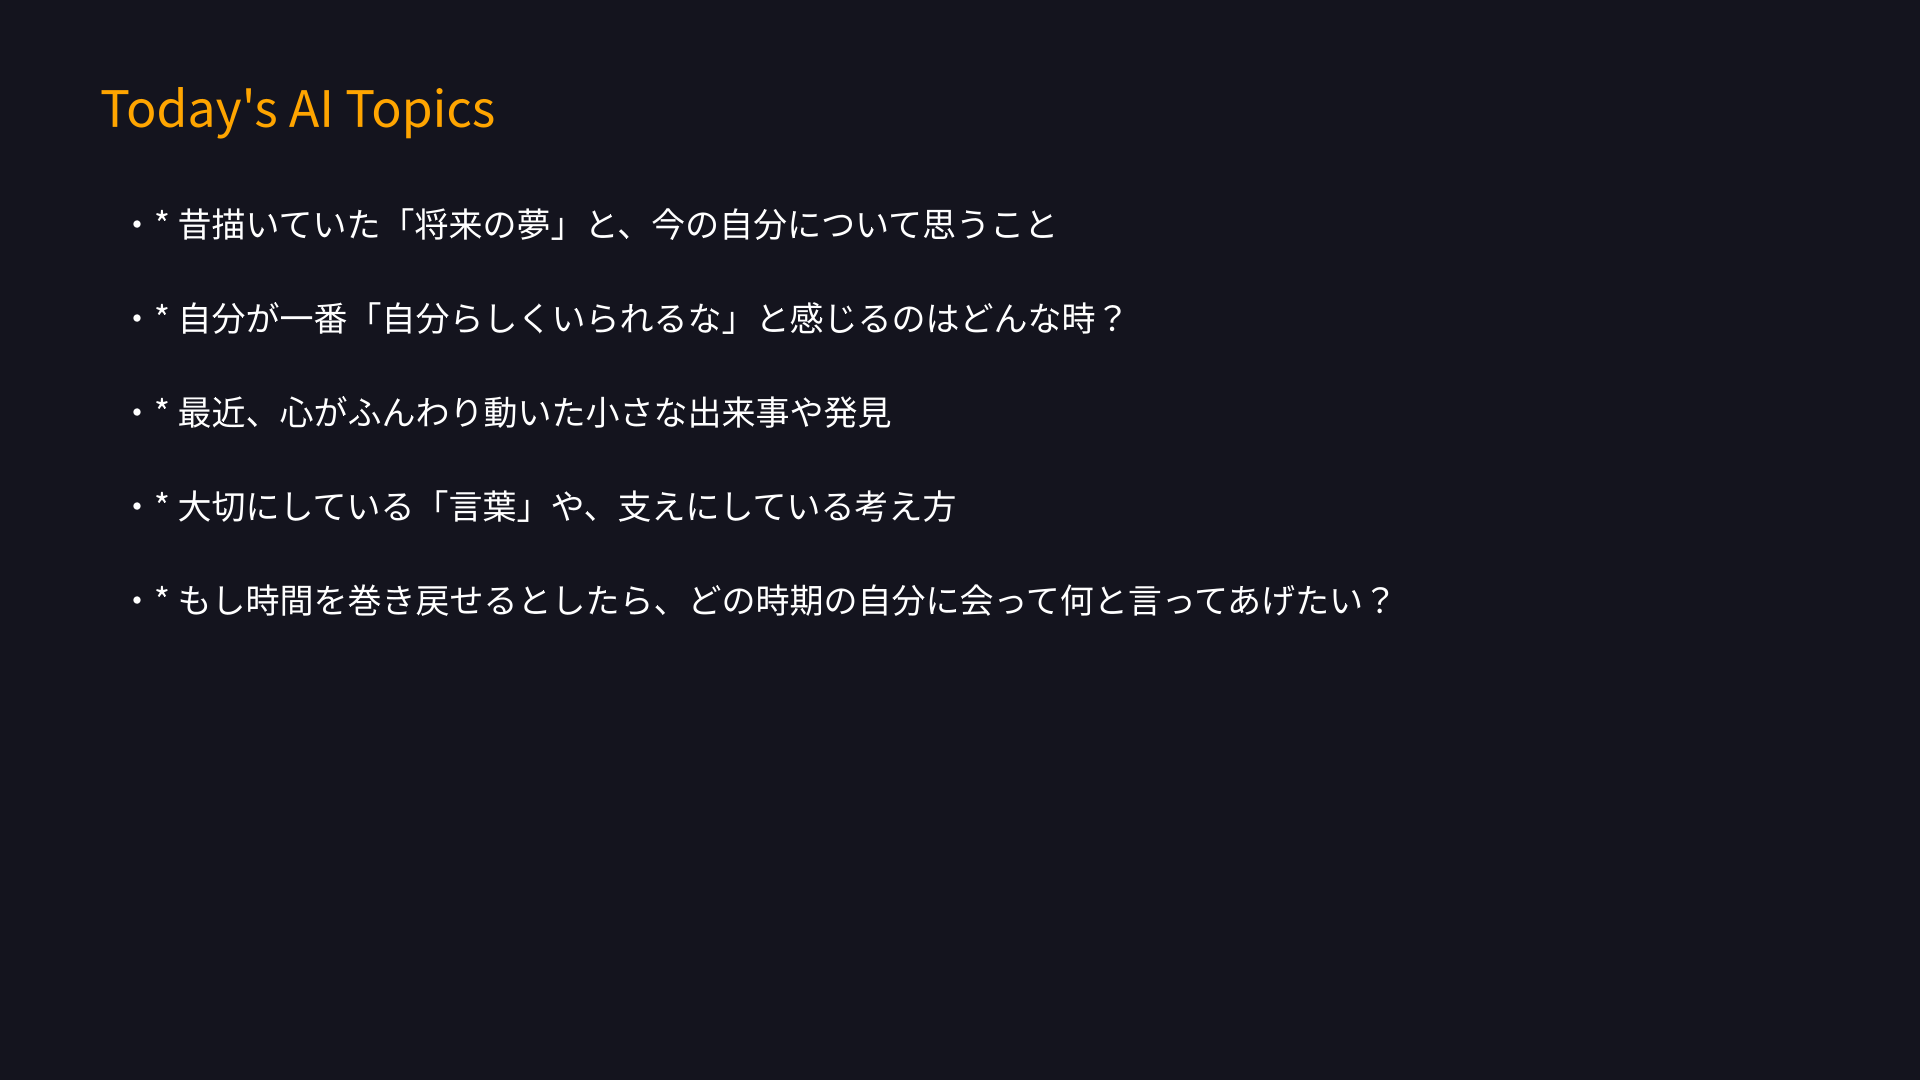 Today's AI Topics
・* 昔描いていた「将来の夢」と、今の自分について思うこと
・* 自分が一番「自分らしくいられるな」と感じるのはどんな時？
・* 最近、心がふんわり動いた小さな出来事や発見
・* 大切にしている「言葉」や、支えにしている考え方
・* もし時間を巻き戻せるとしたら、どの時期の自分に会って何と言ってあげたい？